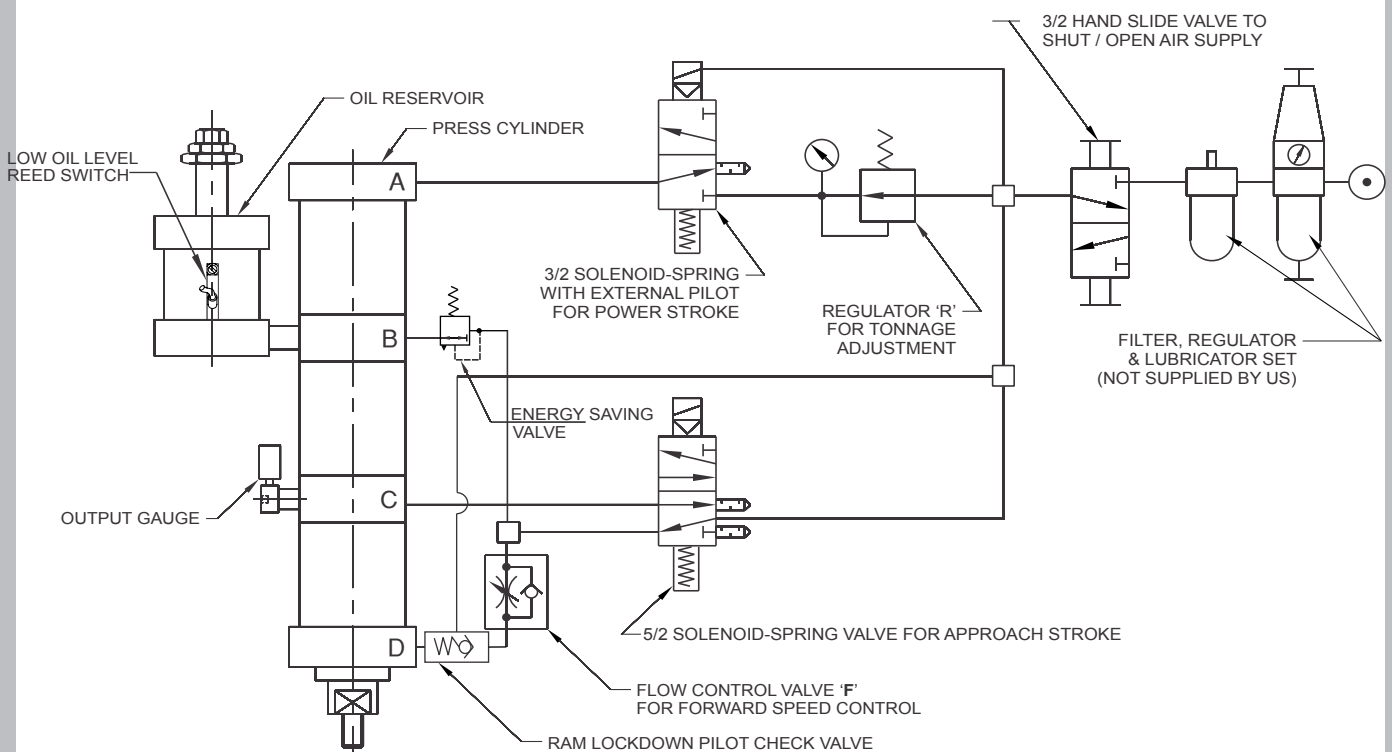 3/2 HAND SLIDE VALVE TO
SHUT / OPEN AIR SUPPLY
OIL RESERVOIR
PRESS CYLINDER
LOW OIL LEVEL
REED SWITCH
A
3/2 SOLENOID-SPRING
WITH EXTERNAL PILOT
FOR POWER STROKE
REGULATOR ‘R’
FOR TONNAGE
ADJUSTMENT
FILTER, REGULATOR
& LUBRICATOR SET
(NOT SUPPLIED BY US)
B
ENERGY SAVING
VALVE
C
OUTPUT GAUGE
5/2 SOLENOID-SPRING VALVE FOR APPROACH STROKE
D
FLOW CONTROL VALVE ‘F’
FOR FORWARD SPEED CONTROL
RAM LOCKDOWN PILOT CHECK VALVE